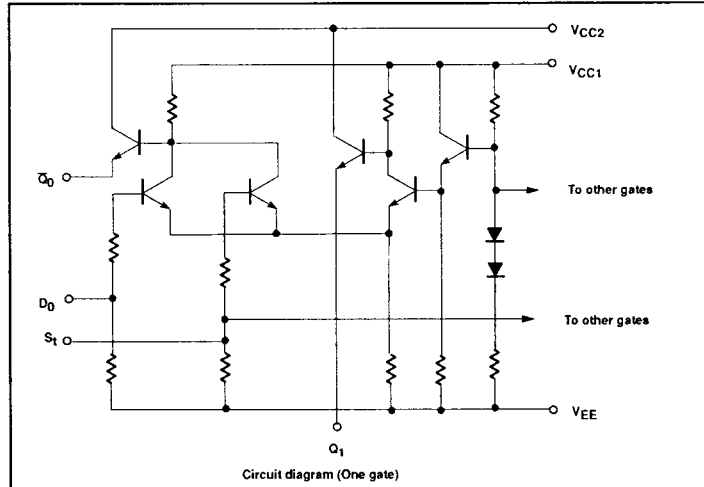 VCC2
VCC1
Q̅0
To other gates
D0
To other gates
St
VEE
Q1
Circuit diagram (One gate)